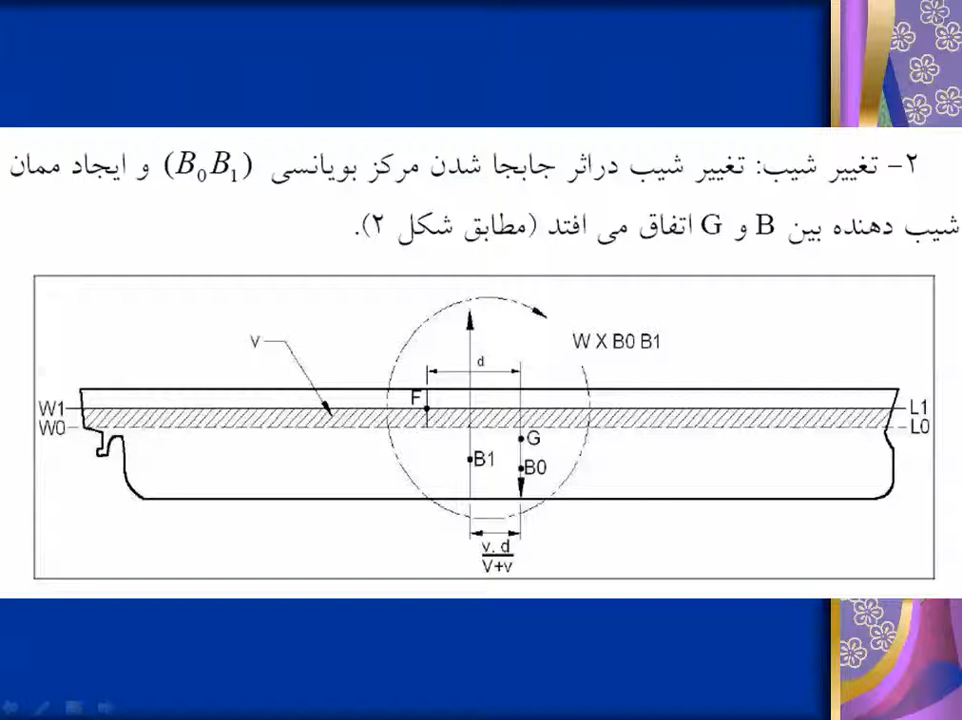 ۲- تغییر شیب: تغییر شیب دراثر جابجا شدن مرکز بویانسی (B₀B₁) و ایجاد ممان
شیب دهنده بین B و G اتفاق می افتد (مطابق شکل ۲).
v
W X B0 B1
d
F
W1
L1
W0
L0
G
B1
B0
v. d
V+v